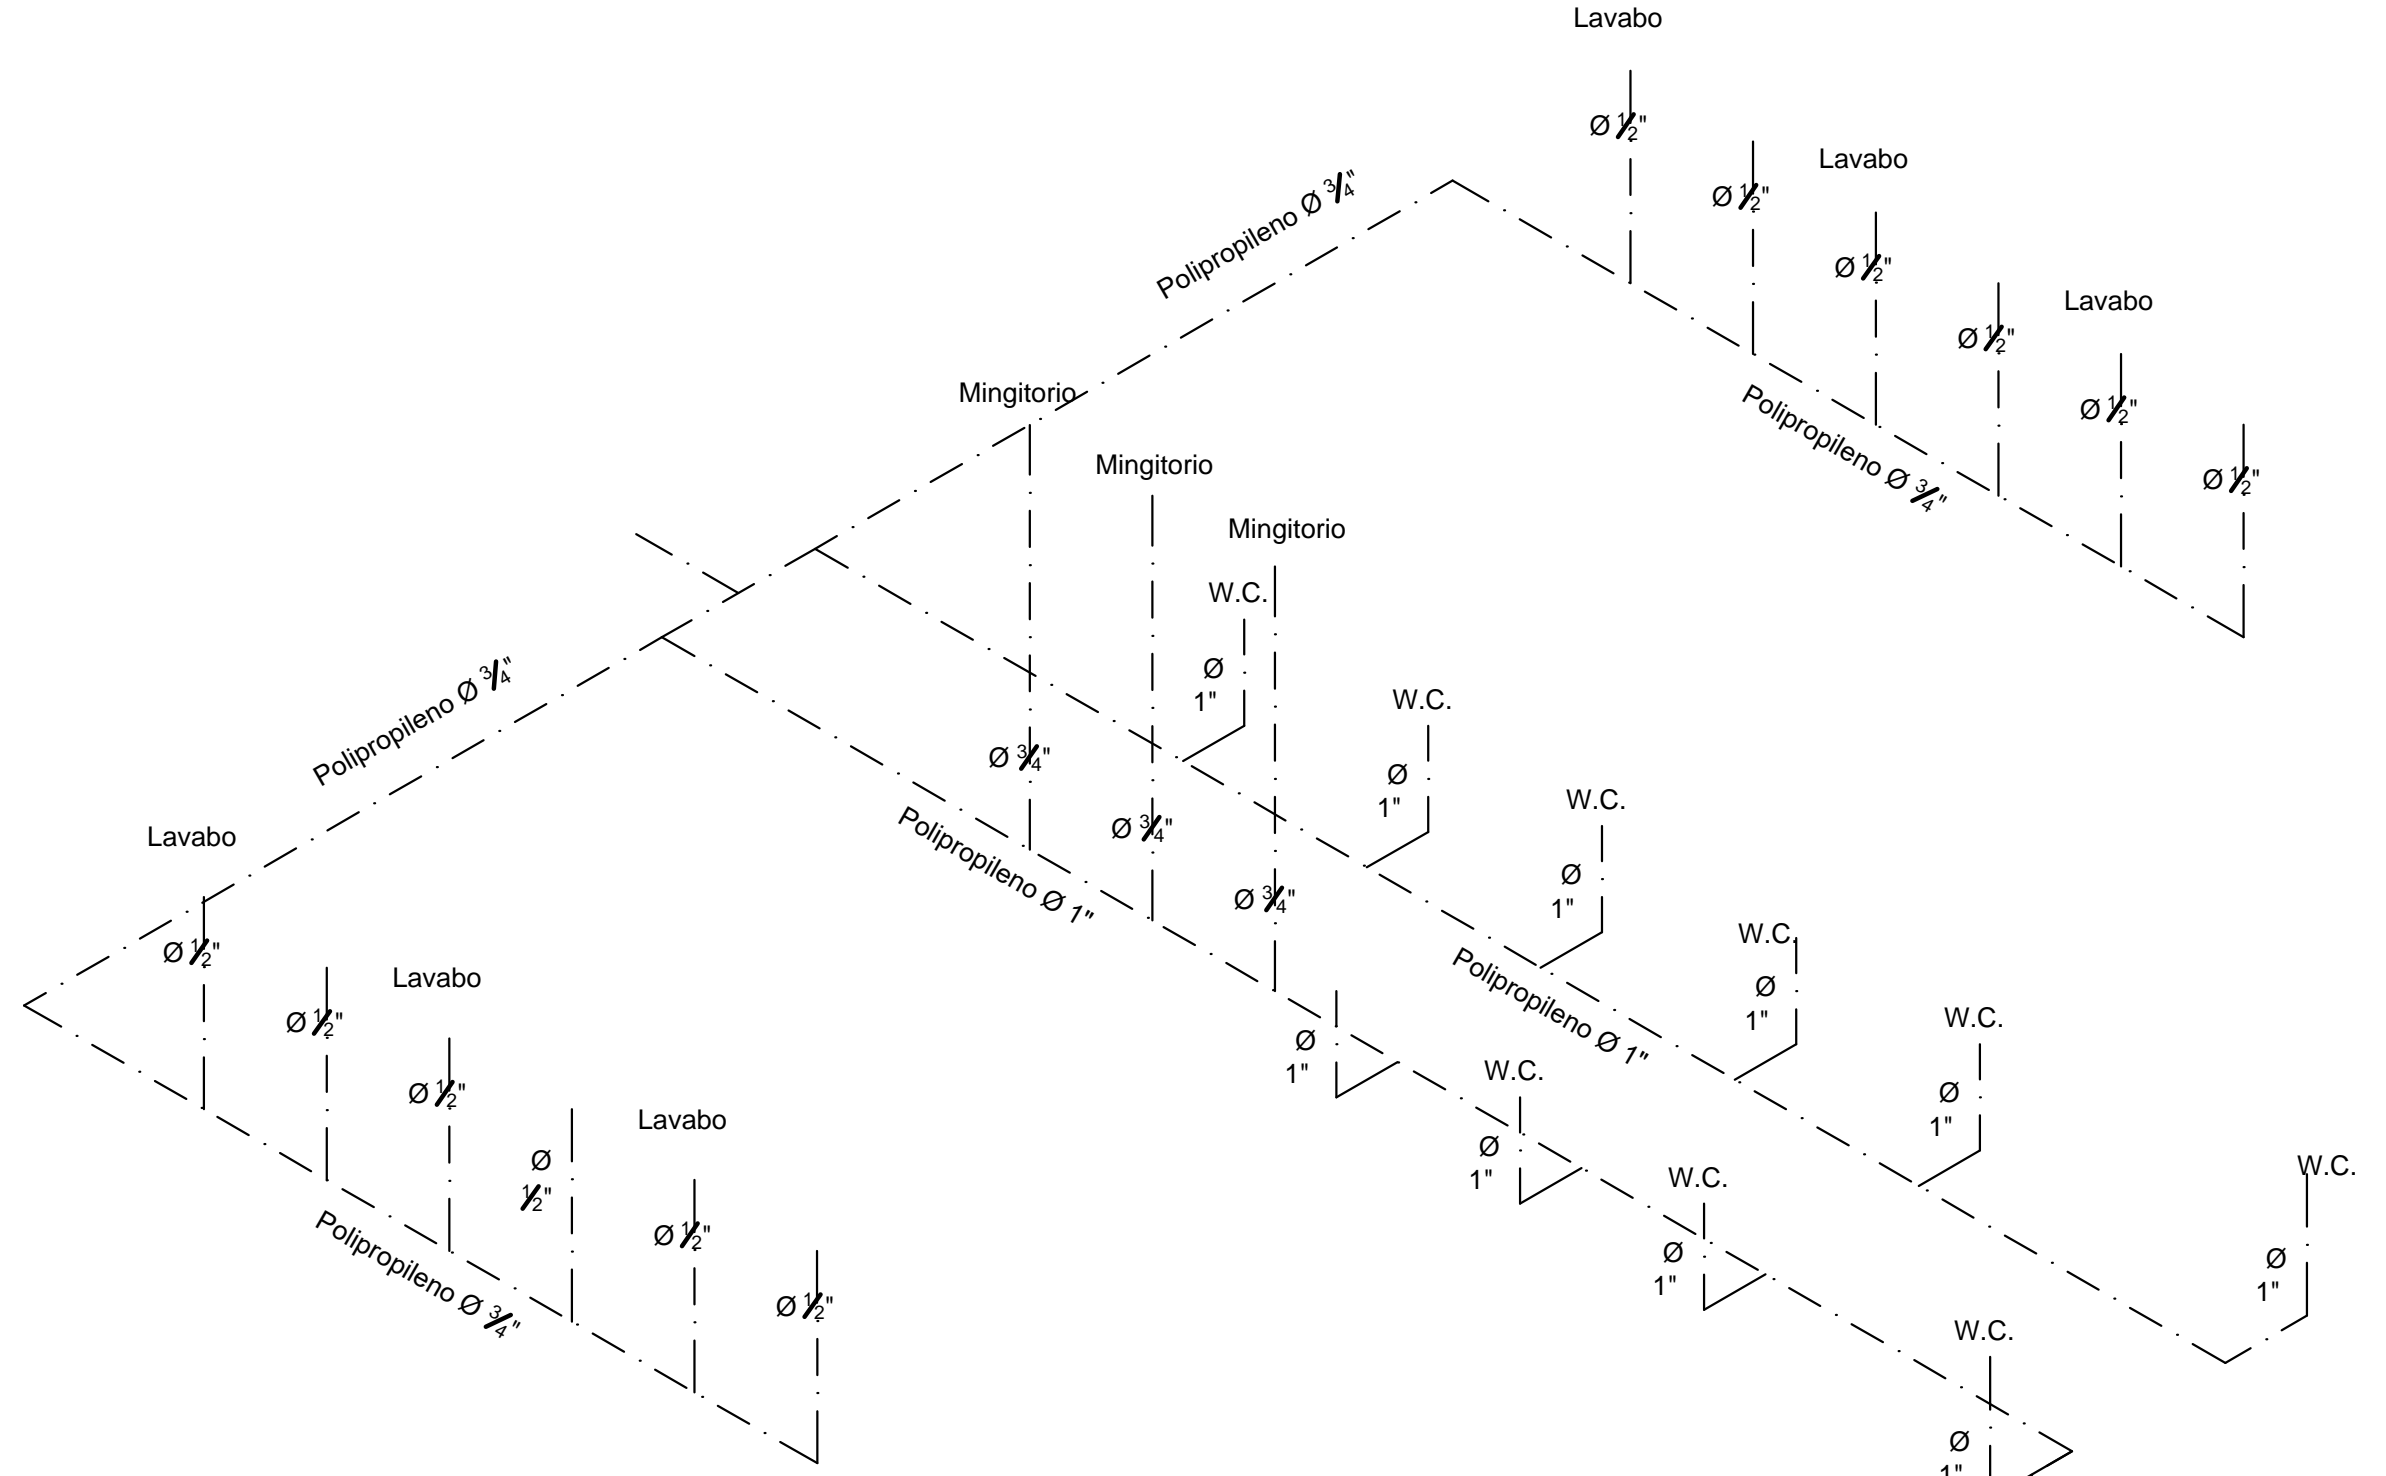 Lavabo
Ø 1/2"
Lavabo
Ø 1/2"
Polipropileno Ø 3/4"
Ø 1/2"
Lavabo
Ø 1/2"
Mingitorio
Ø 1/2"
Polipropileno Ø 3/4"
Mingitorio
Ø 1/2"
Mingitorio
W.C.
Ø
1"
Polipropileno Ø 3/4"
W.C.
Ø 3/4"
Ø
1"
W.C.
Lavabo
Polipropileno Ø 1"
Ø 3/4"
Ø
1"
Ø 3/4"
W.C.
Ø 1/2"
Lavabo
Ø
1"
Polipropileno Ø 1"
Ø 1/2"
W.C.
Ø
1"
W.C.
Ø 1/2"
Ø
1"
Lavabo
Ø
1/2"
Ø
1"
W.C.
W.C.
Ø 1/2"
Polipropileno Ø 3/4"
Ø
1"
Ø
1"
Ø 1/2"
W.C.
Ø
1"